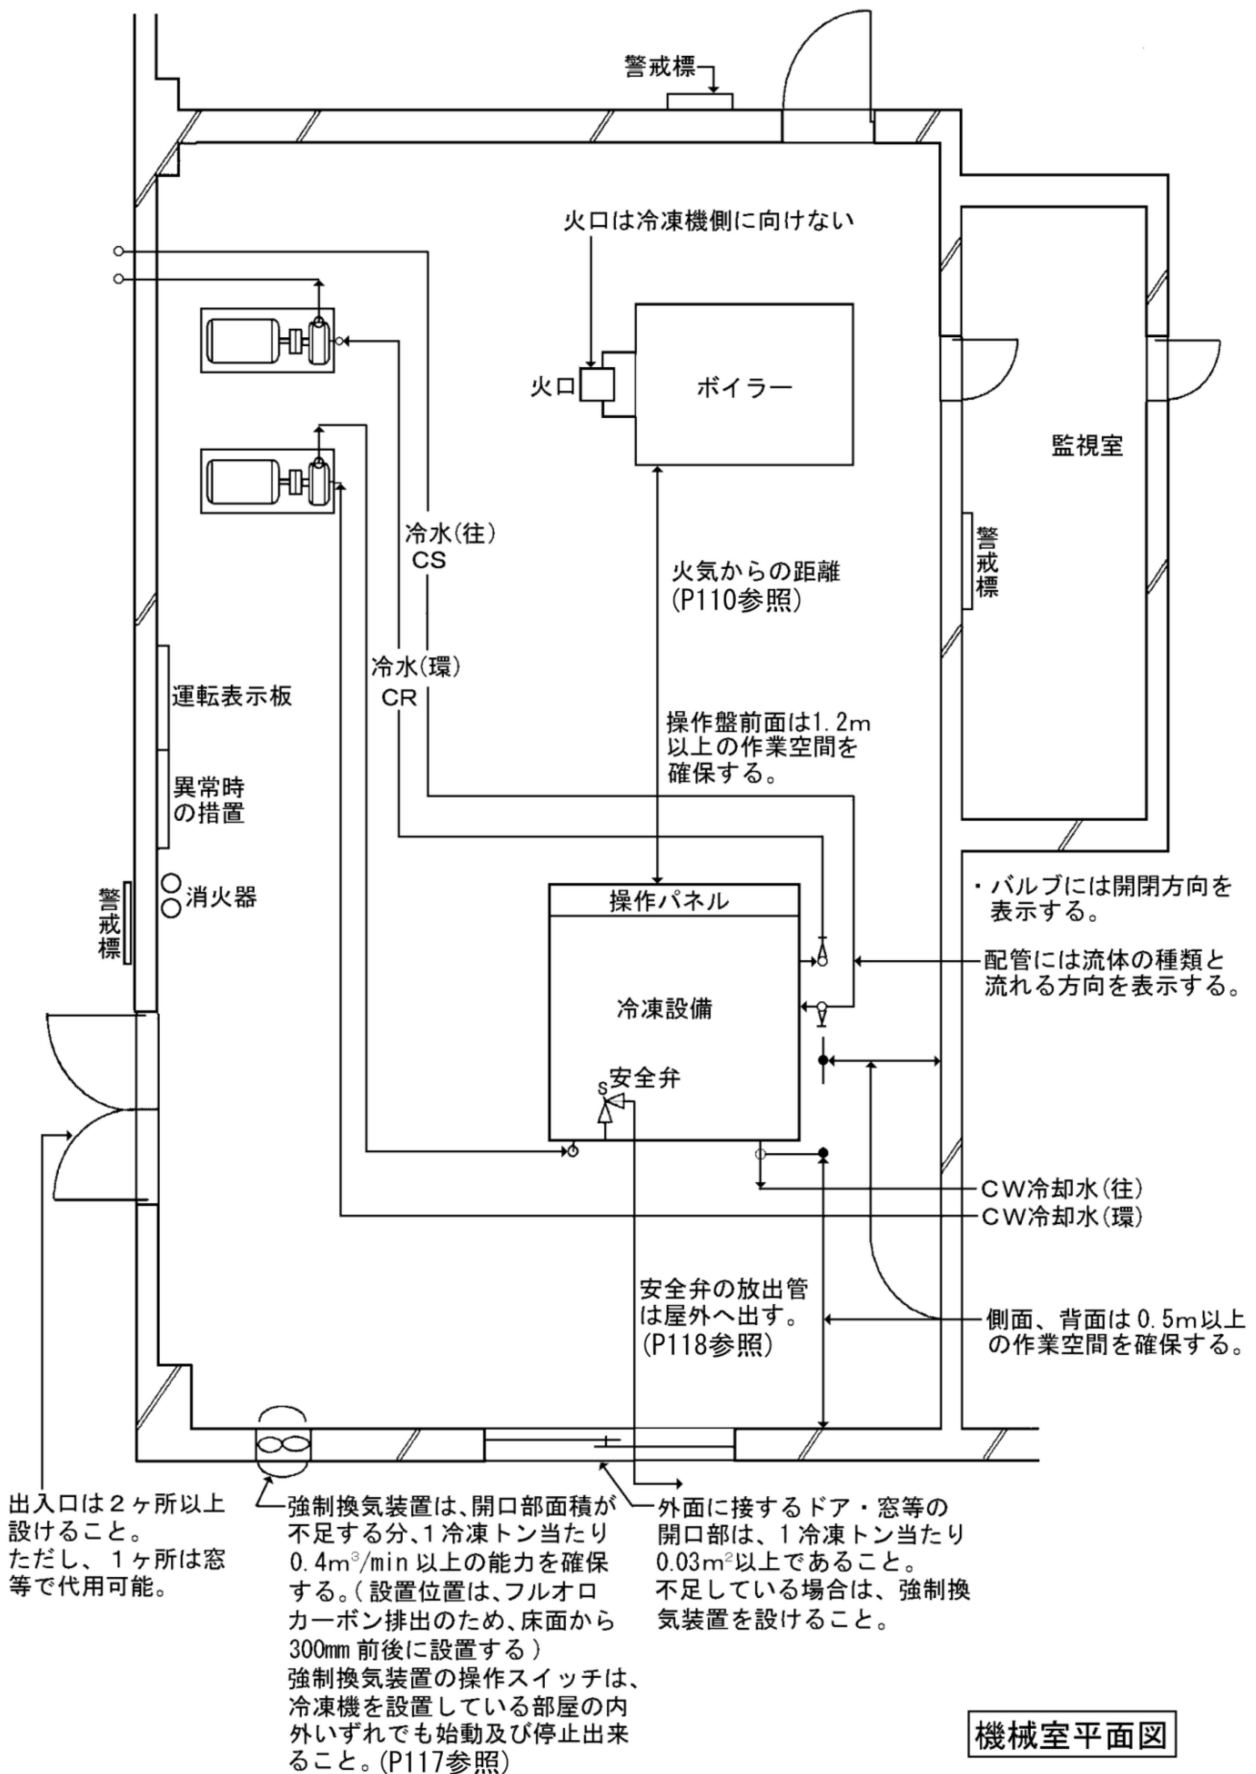 警戒標
火口は冷凍機側に向けない
火口
ボイラー
監視室
冷水(往)
CS
警戒標
火気からの距離
(P110参照)
冷水(環)
CR
運転表示板
操作盤前面は1.2m
以上の作業空間を
確保する。
異常時
の措置
消火器
警戒標
操作パネル
・バルブには開閉方向を
表示する。
配管には流体の種類と
流れる方向を表示する。
冷凍設備
S
安全弁
CW冷却水(往)
CW冷却水(環)
安全弁の放出管
は屋外へ出す。
(P118参照)
側面、背面は0.5m以上
の作業空間を確保する。
出入口は2ヶ所以上
設けること。
ただし、1ヶ所は窓
等で代用可能。
強制換気装置は、開口部面積が
不足する分、1冷凍トン当たり
0.4m³/min以上の能力を確保
する。(設置位置は、フルオロ
カーボン排出のため、床面から
300mm前後に設置する)
強制換気装置の操作スイッチは、
冷凍機を設置している部屋の内
外いずれでも始動及び停止出来
ること。(P117参照)
外面に接するドア・窓等の
開口部は、1冷凍トン当たり
0.03m²以上であること。
不足している場合は、強制換
気装置を設けること。
機械室平面図